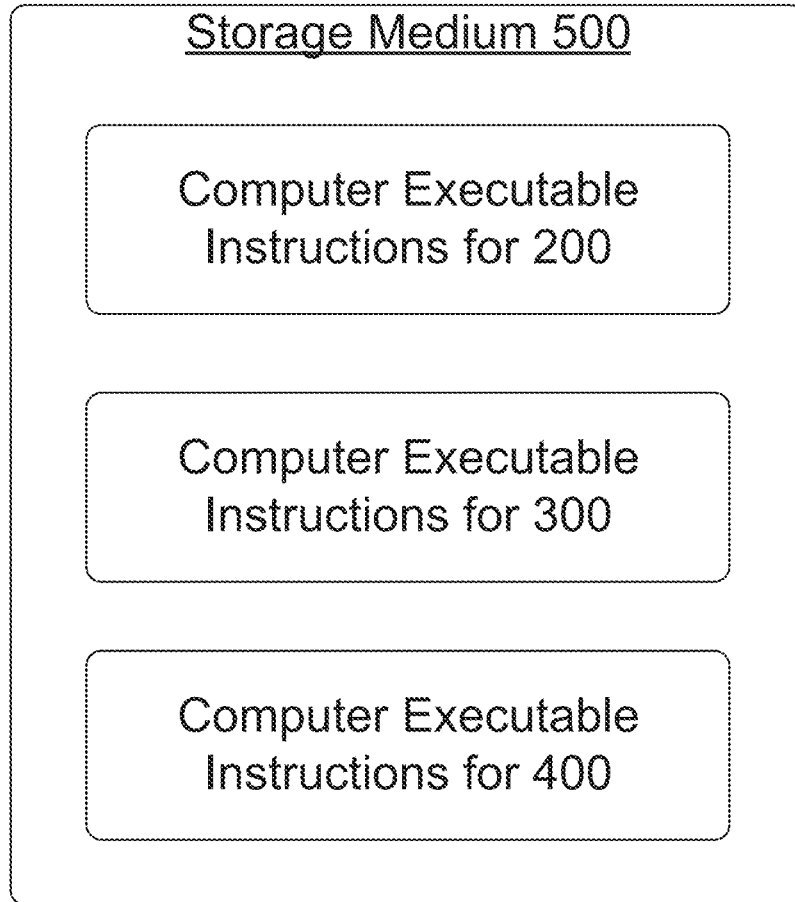 Storage Medium 500
Computer Executable
Instructions for 200
Computer Executable
Instructions for 300
Computer Executable
Instructions for 400